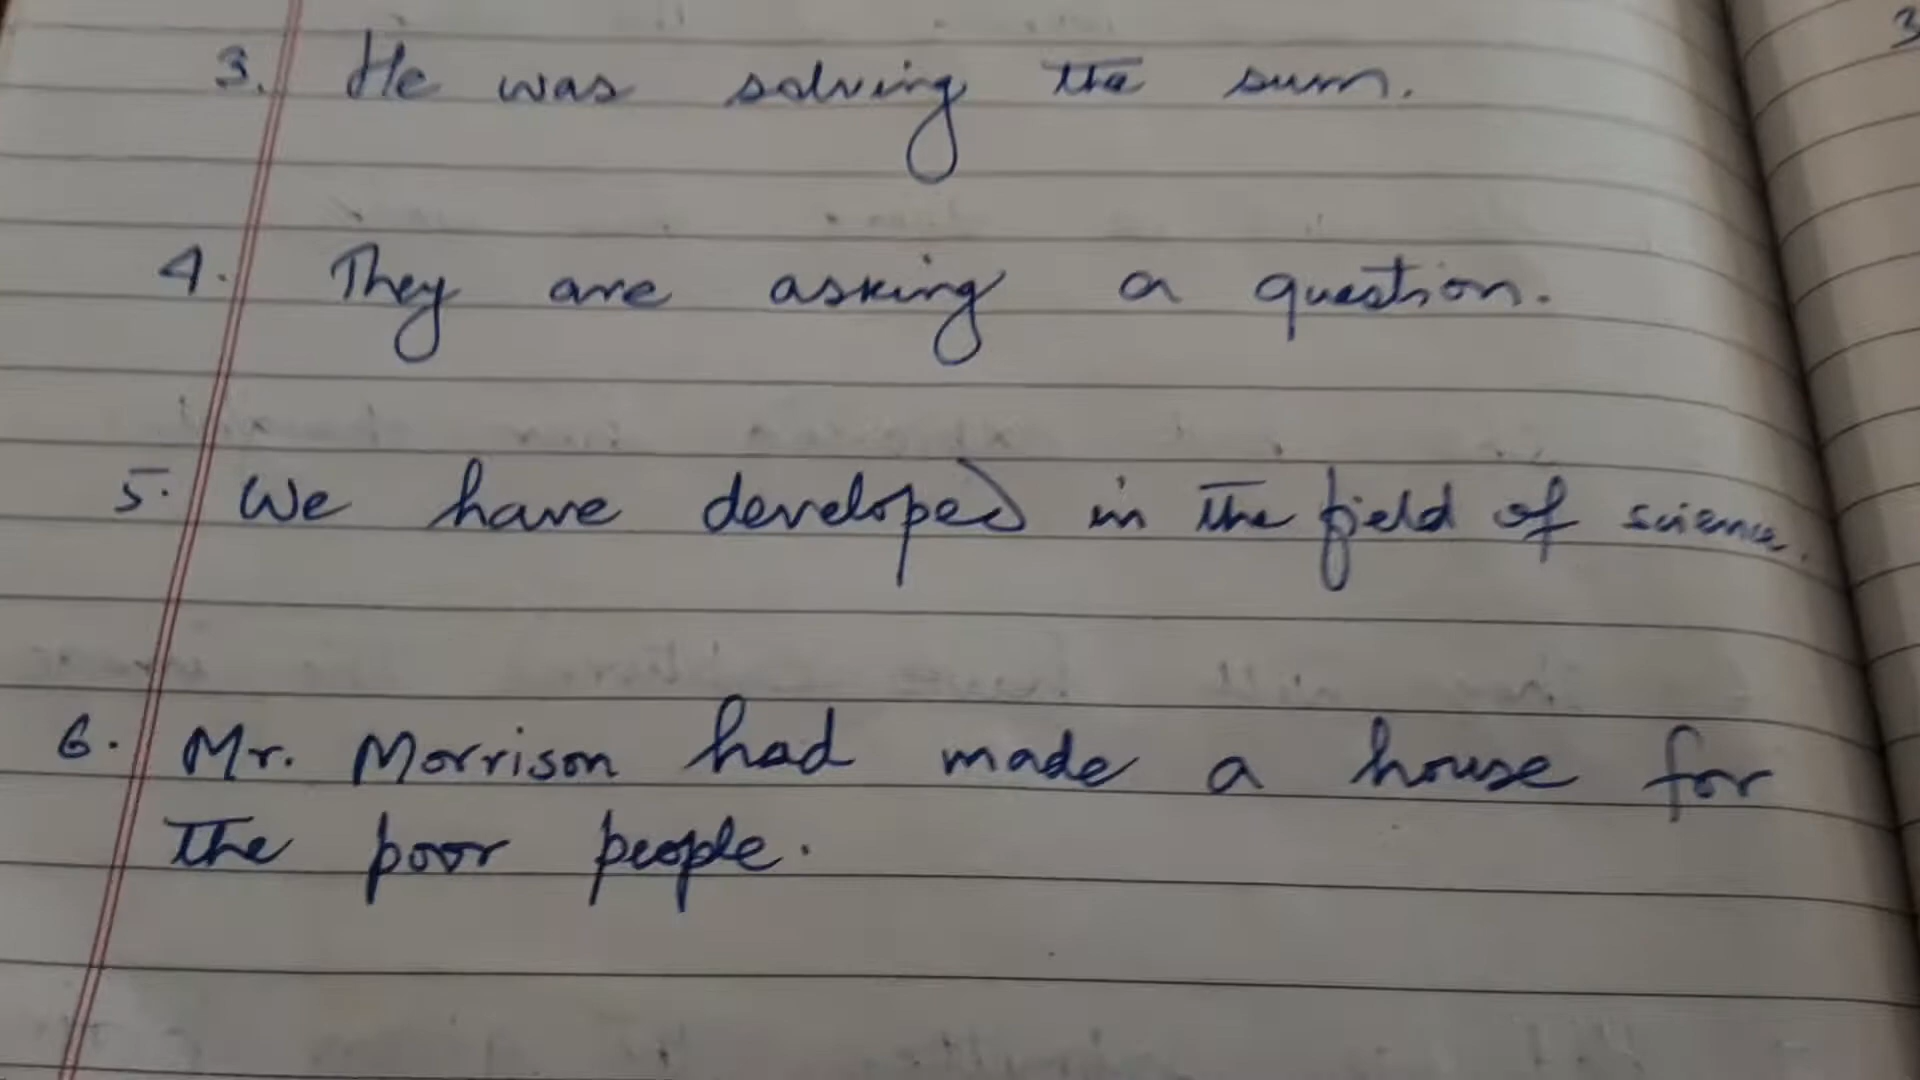 3. He was solving the sum.
4. They are asking a question.
5. We have developed in the field of science.
6. Mr. Morrison had made a house for
the poor people.
3